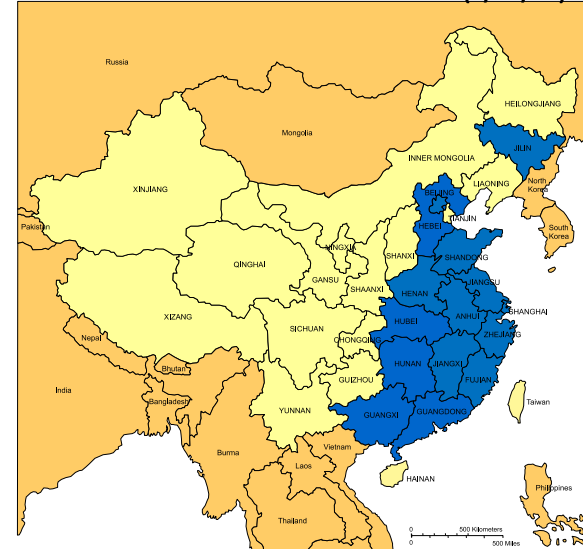 Russia
HEILONGJIANG
Mongolia
JILIN
INNER MONGOLIA
XINJIANG
LIAONING
North
Korea
BEIJING
TIANJIN
HEBEI
Pakistan
South
Korea
NINGXIA
SHANXI
SHANDONG
QINGHAI
GANSU
SHAANXI
HENAN
JIANGSU
XIZANG
SHANGHAI
ANHUI
HUBEI
SICHUAN
CHONGQING
ZHEJIANG
Nepal
Bhutan
HUNAN
JIANGXI
GUIZHOU
FUJIAN
India
Bangladesh
YUNNAN
GUANGXI
GUANGDONG
Taiwan
Vietnam
Burma
Laos
HAINAN
Philippines
Thailand
0 500 Kilometers
0 500 Miles